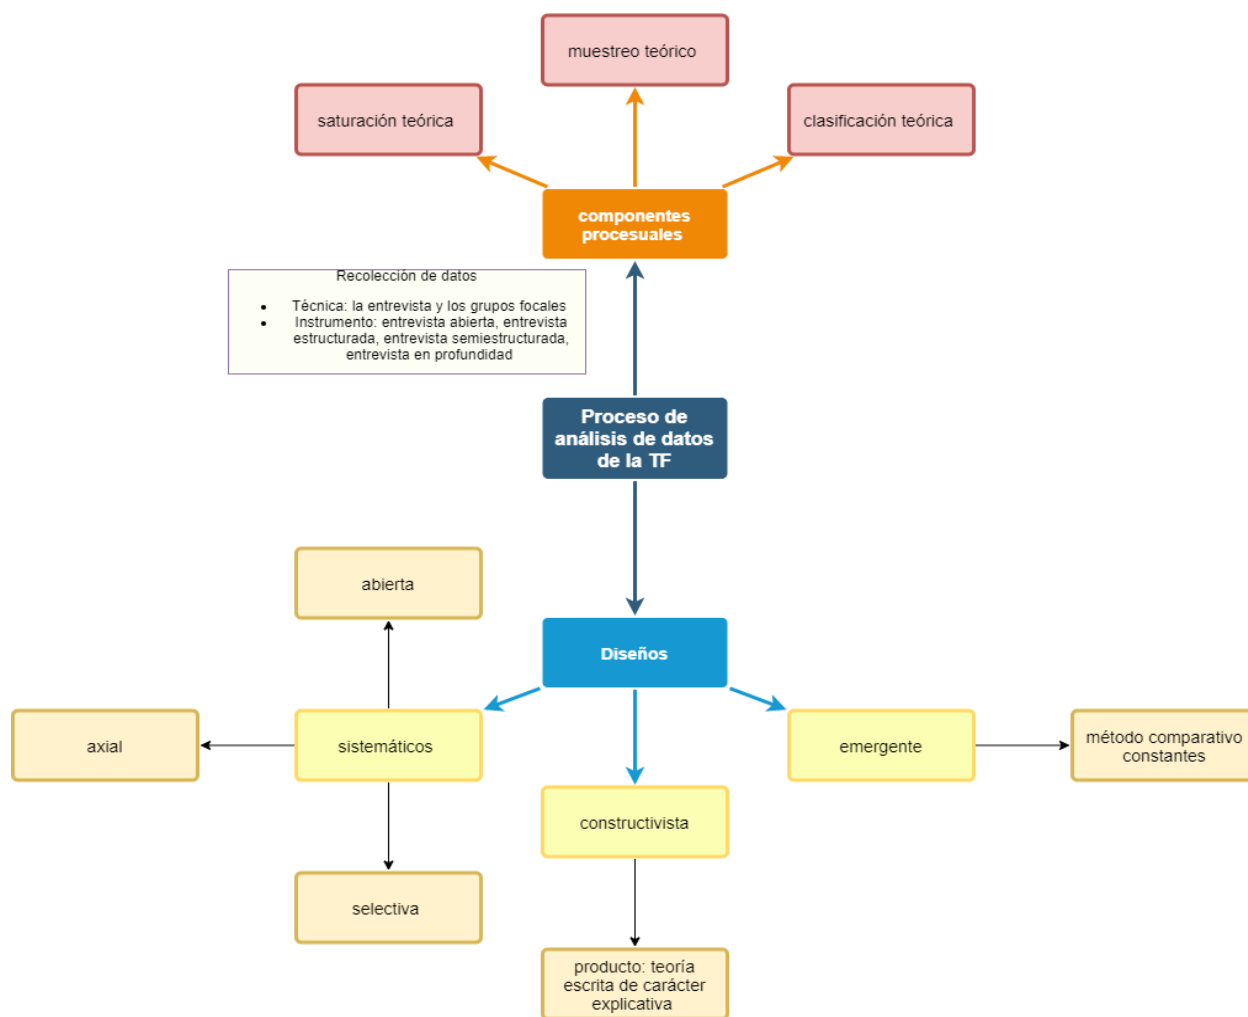 muestreo teórico
saturación teórica
clasificación teórica
componentes
procesuales
Recolección de datos
• Técnica: la entrevista y los grupos focales
• Instrumento: entrevista abierta, entrevista
estructurada, entrevista semiestructurada,
entrevista en profundidad
Proceso de
análisis de datos
de la TF
abierta
Diseños
axial
sistemáticos
emergente
método comparativo
constantes
constructivista
selectiva
producto: teoría
escrita de carácter
explicativa